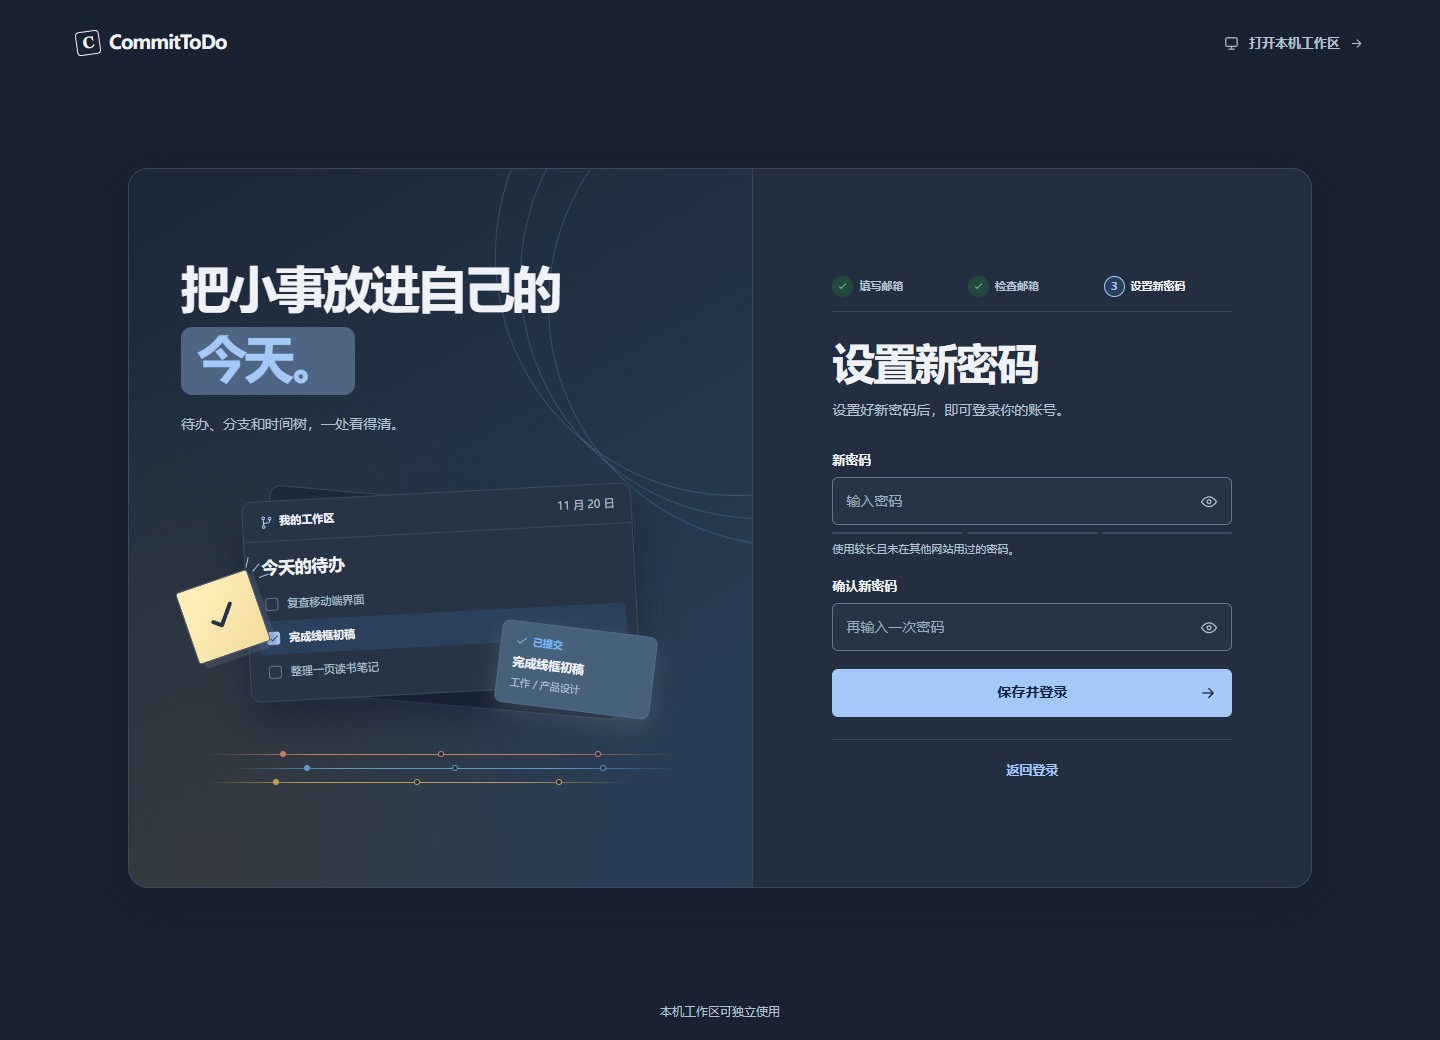 C CommitToDo
打开本机工作区
把小事放进自己的
今天。
待办、分支和时间树，一处看得清。
我的工作区
11 月 20 日
今天的待办
复查移动端界面
完成线框初稿
整理一页读书笔记
已提交
完成线框初稿
工作 / 产品设计
填写邮箱
检查邮箱
3 设置新密码
设置新密码
设置好新密码后，即可登录你的账号。
新密码
输入密码
使用较长且未在其他网站用过的密码。
确认新密码
再输入一次密码
保存并登录
返回登录
本机工作区可独立使用